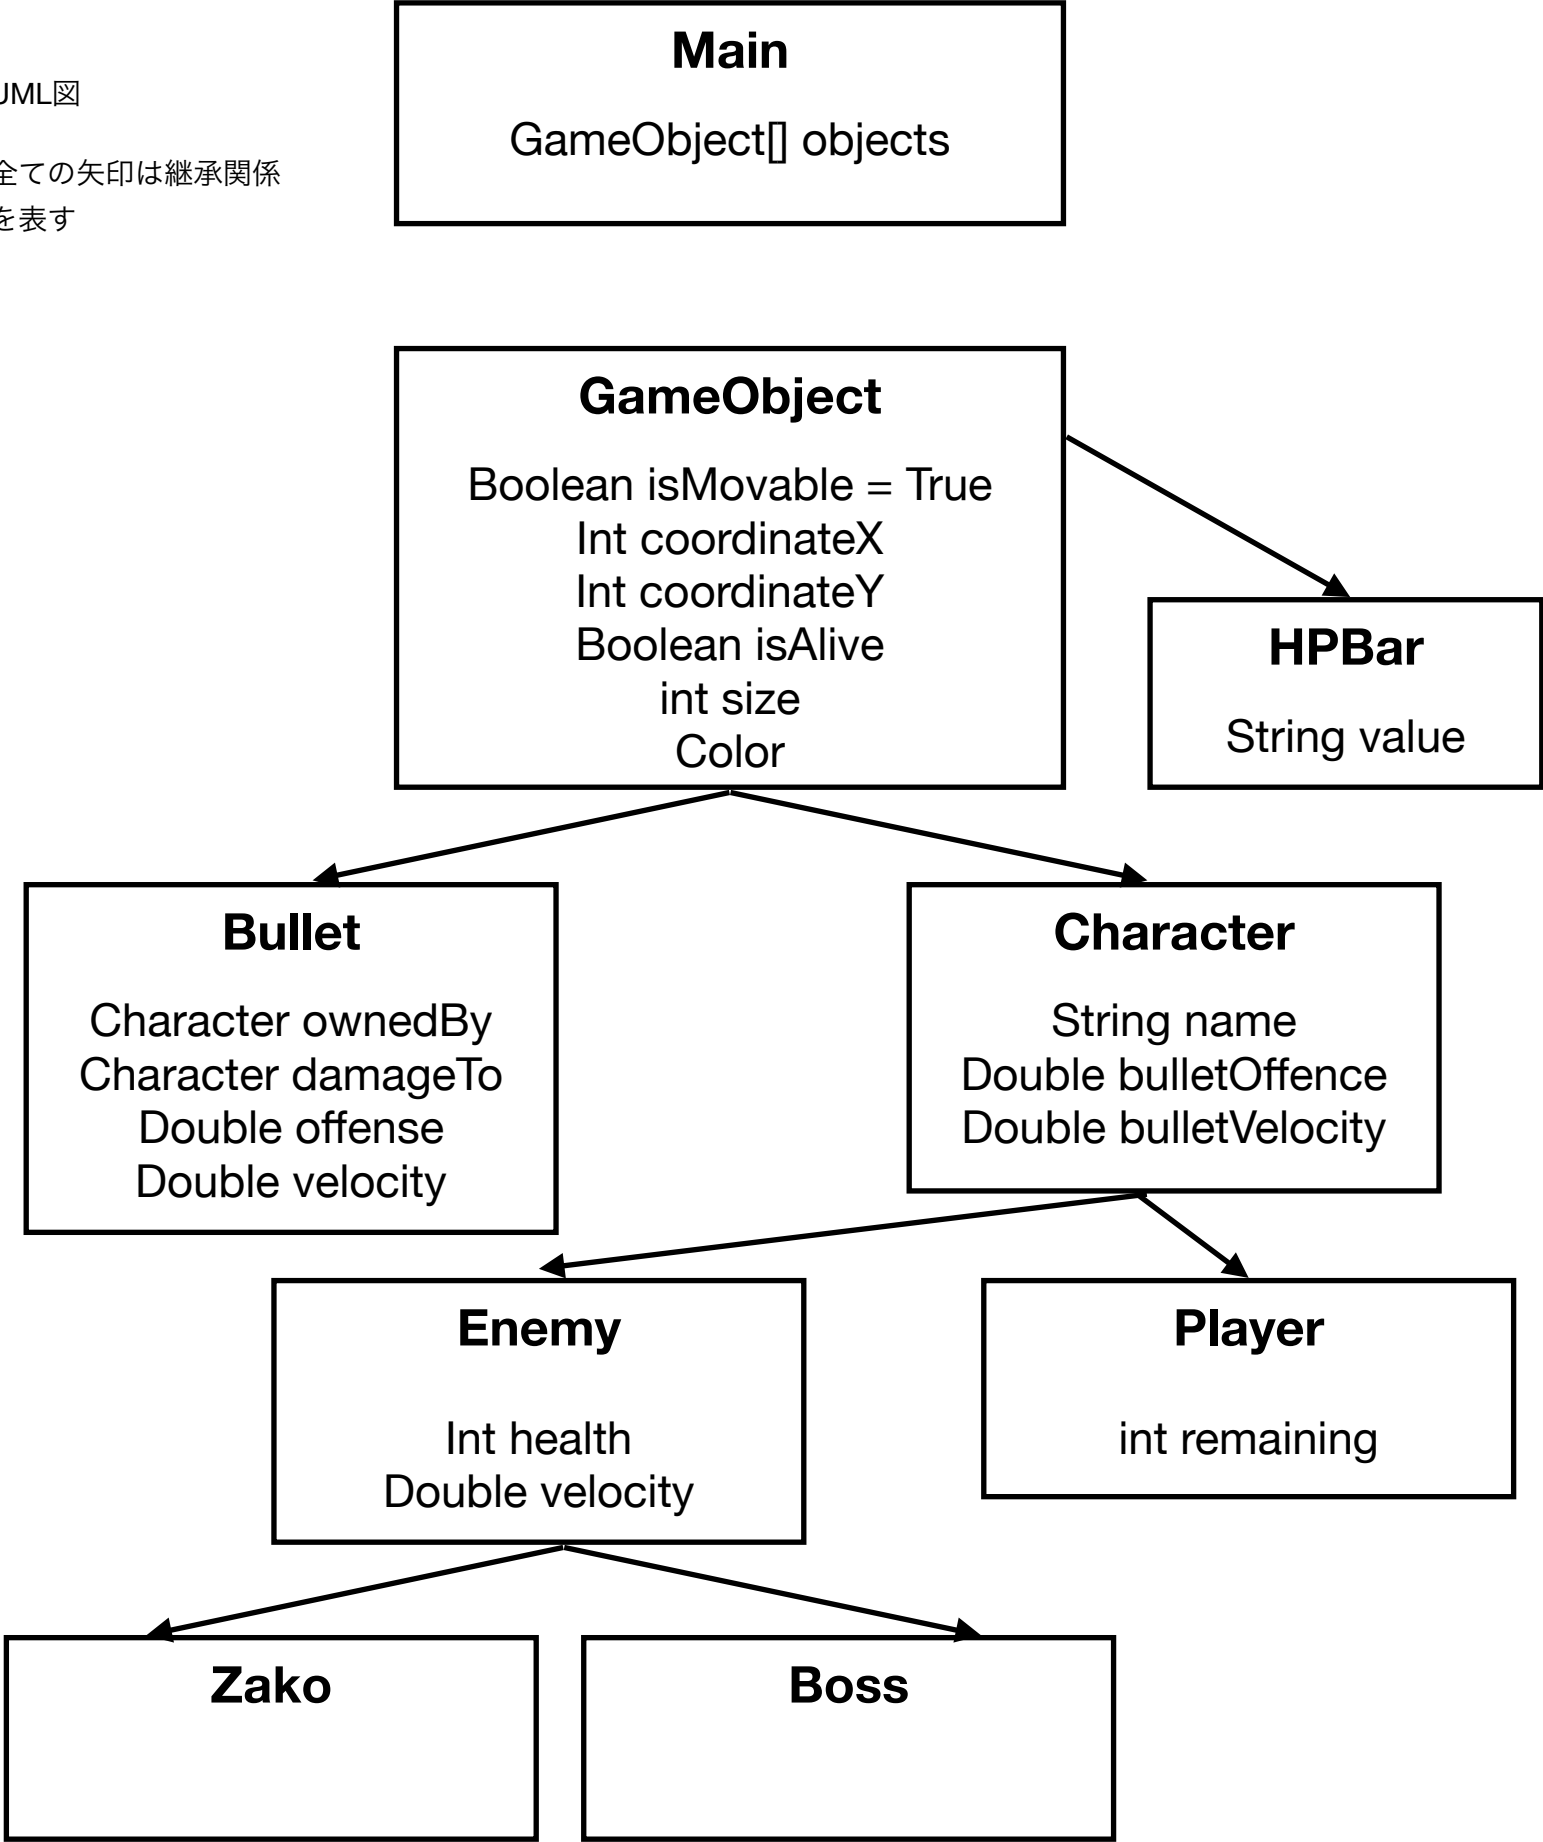 Main
GameObject[] objects
UML図
全ての矢印は継承関係
を表す
GameObject
Boolean isMovable = True
Int coordinateX
Int coordinateY
Boolean isAlive
int size
Color
HPBar
String value
Bullet
Character ownedBy
Character damageTo
Double offense
Double velocity
Character
String name
Double bulletOffence
Double bulletVelocity
Enemy
Int health
Double velocity
Player
int remaining
Zako
Boss